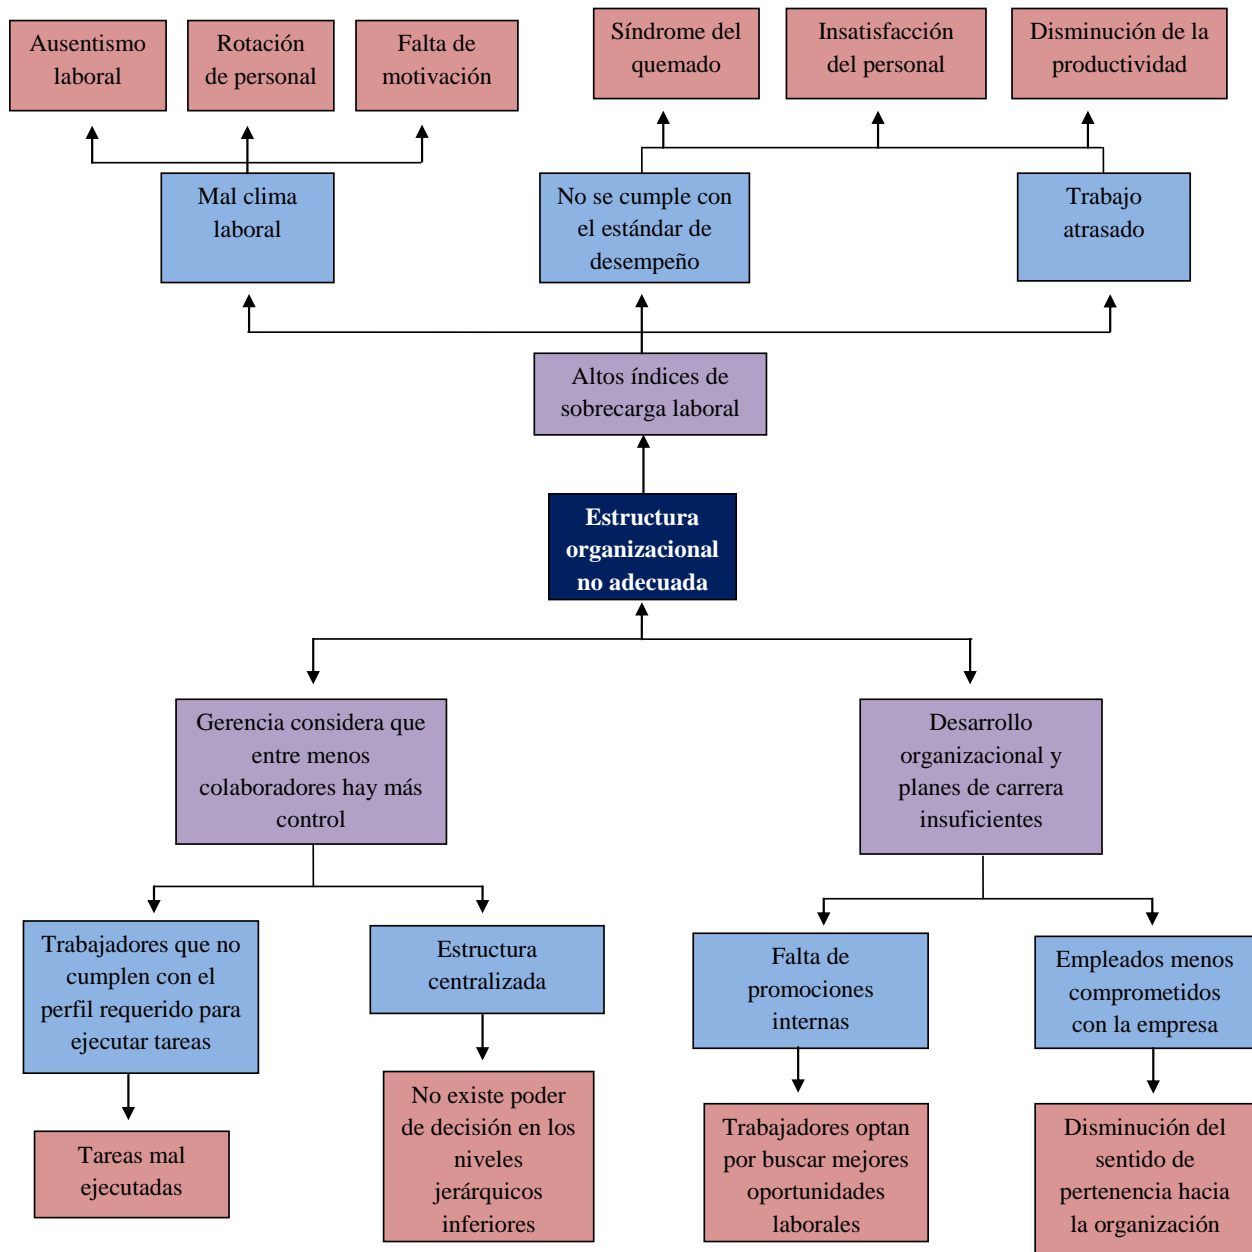 Ausentismo
laboral
Rotación
de personal
Falta de
motivación
Síndrome del
quemado
Insatisfacción
del personal
Disminución de la
productividad
Mal clima
laboral
No se cumple con
el estándar de
desempeño
Trabajo
atrasado
Altos índices de
sobrecarga laboral
Estructura
organizacional
no adecuada
Gerencia considera que
entre menos
colaboradores hay más
control
Desarrollo
organizacional y
planes de carrera
insuficientes
Trabajadores que no
cumplen con el
perfil requerido para
ejecutar tareas
Estructura
centralizada
Falta de
promociones
internas
Empleados menos
comprometidos
con la empresa
Tareas mal
ejecutadas
No existe poder
de decisión en los
niveles
jerárquicos
inferiores
Trabajadores optan
por buscar mejores
oportunidades
laborales
Disminución del
sentido de
pertenencia hacia
la organización